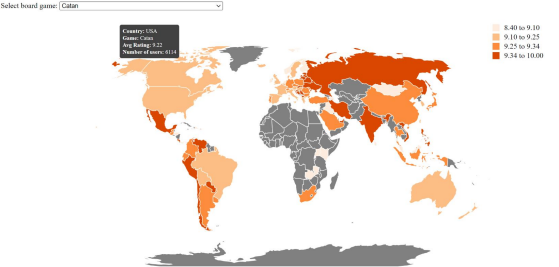 Select board game: Catan
Country: USA
Game: Catan
Avg Rating: 9.22
Number of users: 6114
8.40 to 9.10
9.10 to 9.25
9.25 to 9.34
9.34 to 10.00